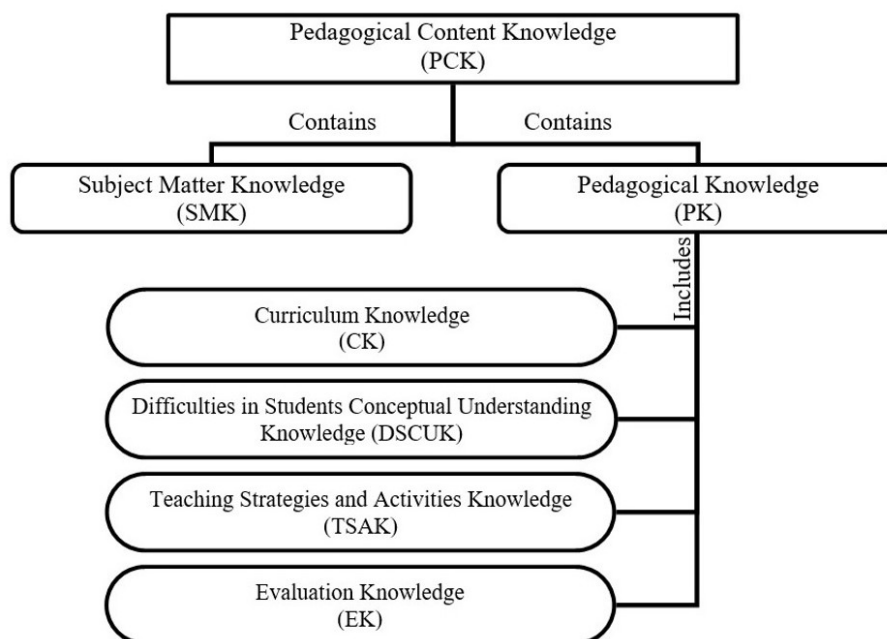 Pedagogical Content Knowledge
(PCK)
Contains
Contains
Subject Matter Knowledge
(SMK)
Pedagogical Knowledge
(PK)
Includes
Curriculum Knowledge
(CK)
Difficulties in Students Conceptual Understanding
Knowledge (DSCUK)
Teaching Strategies and Activities Knowledge
(TSAK)
Evaluation Knowledge
(EK)